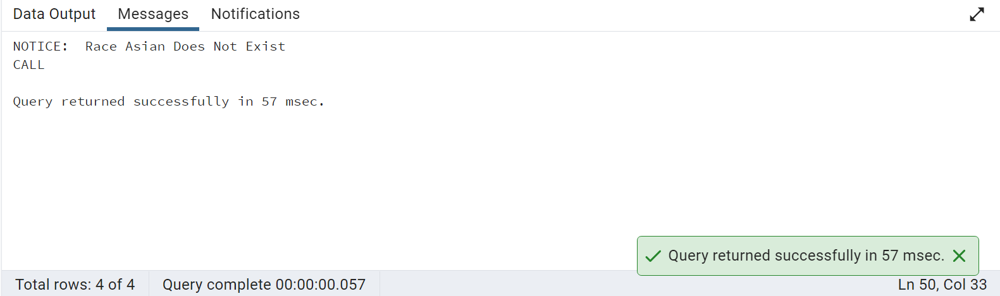 Data Output Messages Notifications
NOTICE:  Race Asian Does Not Exist
CALL
Query returned successfully in 57 msec.
Query returned successfully in 57 msec.
Total rows: 4 of 4 Query complete 00:00:00.057 Ln 50, Col 33